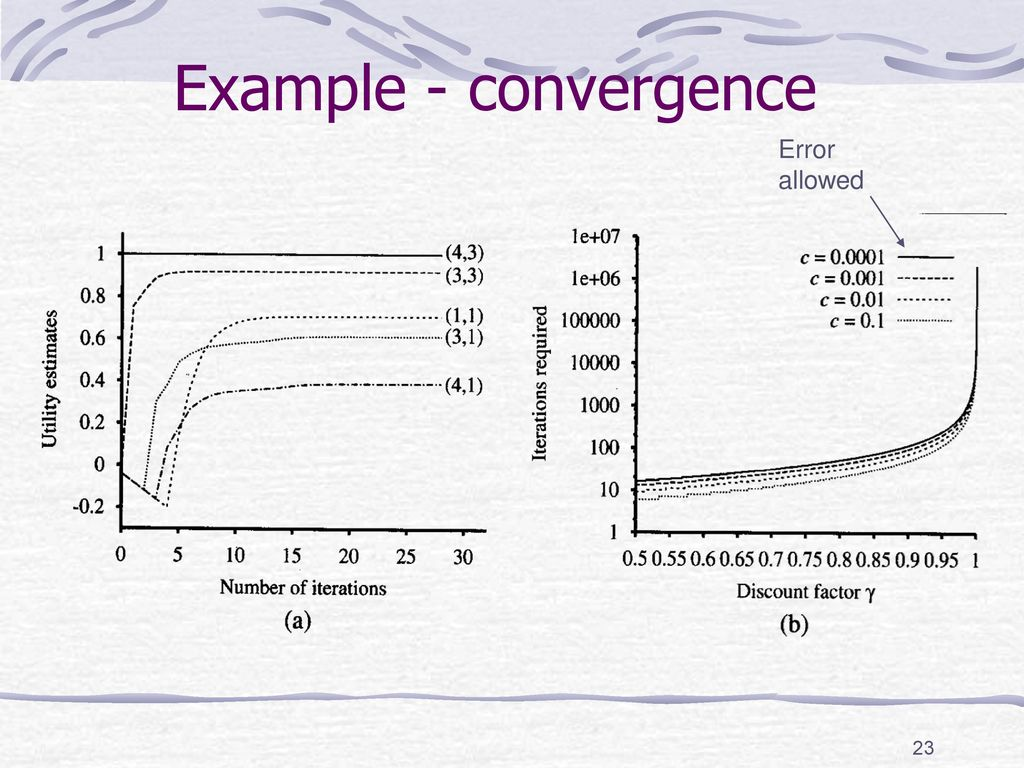 Example - convergence
Error
allowed
1
0.8
0.6
0.4
0.2
0
-0.2
Utility estimates
(4,3)
(3,3)
(1,1)
(3,1)
(4,1)
0 5 10 15 20 25 30
Number of iterations
(a)
1e+07
1e+06
100000
10000
1000
100
10
1
Iterations required
c = 0.0001
c = 0.001
c = 0.01
c = 0.1
0.5 0.55 0.6 0.65 0.7 0.75 0.8 0.85 0.9 0.95 1
Discount factor γ
(b)
23